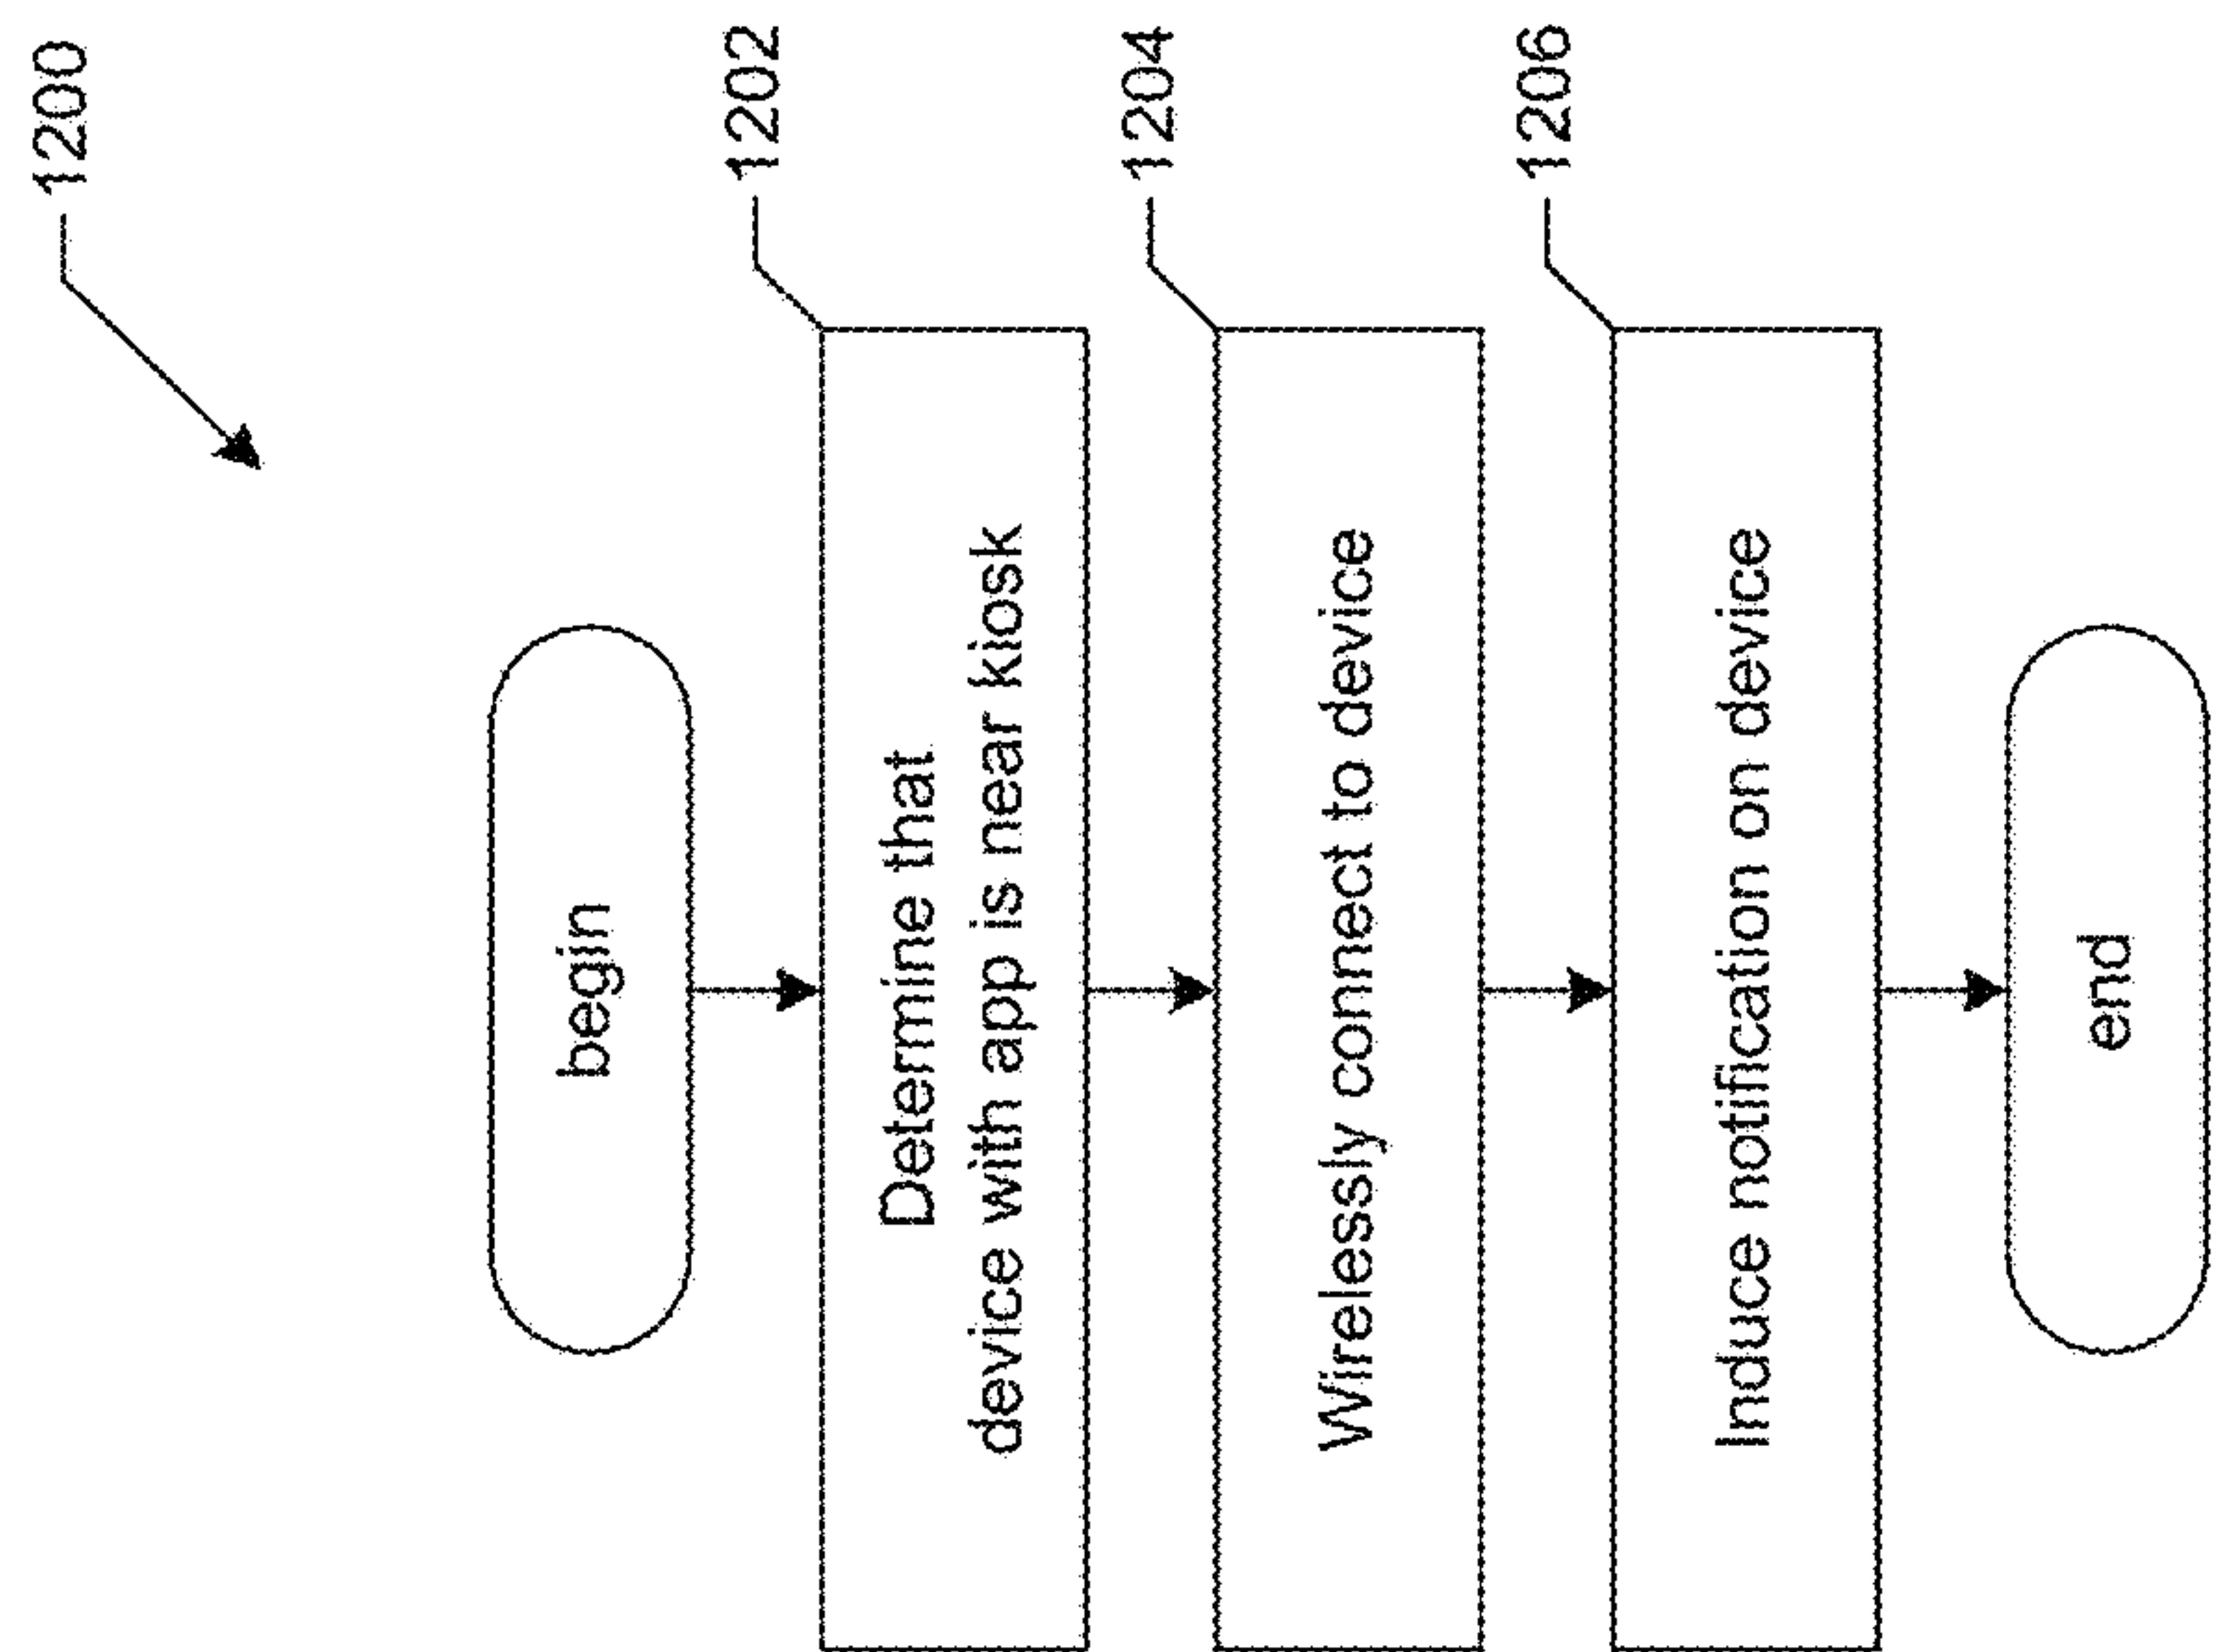 1200
begin
1202
Determine that
device with app is near kiosk
1204
Wirelessly connect to device
1206
Induce notification on device
end